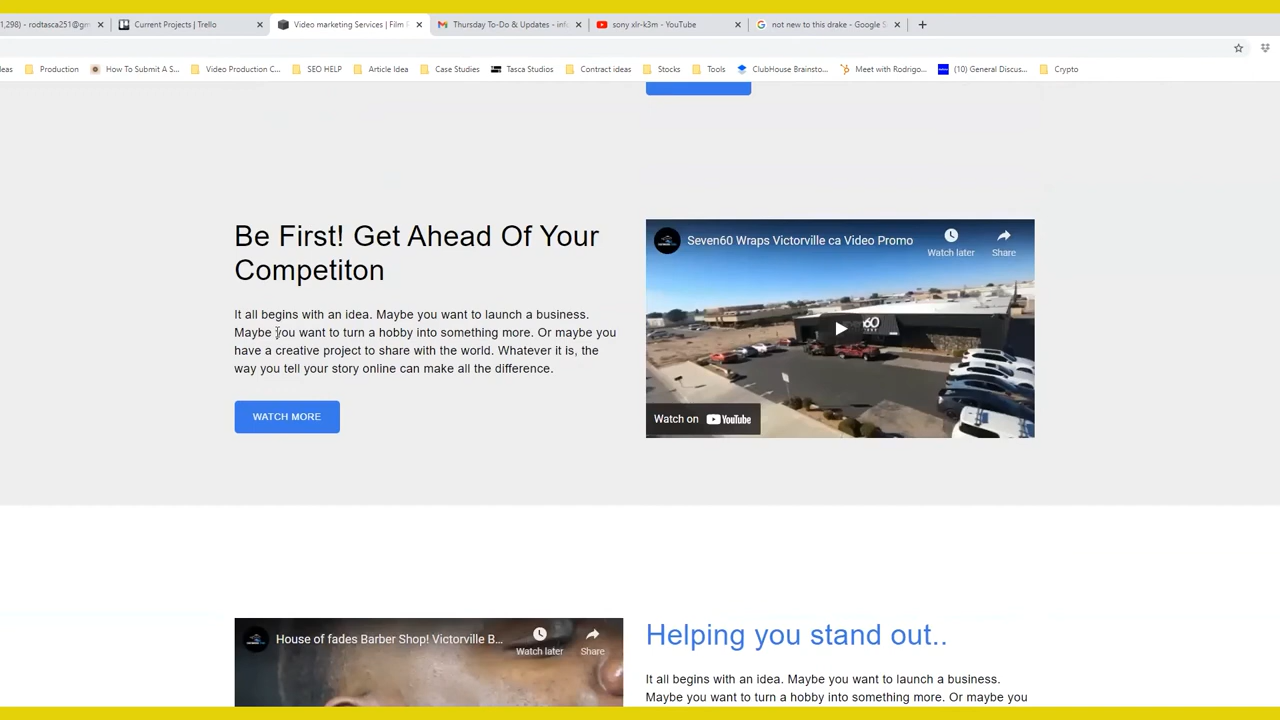 1,298) - rodtasca251@gm
Current Projects | Trello
Video marketing Services | Film P
Thursday To-Do & Updates - inf
sony xlr-k3m - YouTube
not new to this drake - Google S
eas
Production
How To Submit A S...
Video Production C...
SEO HELP
Article Idea
Case Studies
Tasca Studios
Contract ideas
Stocks
Tools
ClubHouse Brainsto...
Meet with Rodrigo...
(10) General Discus...
Crypto
Be First! Get Ahead Of Your
Competiton
It all begins with an idea. Maybe you want to launch a business.
Maybe you want to turn a hobby into something more. Or maybe you
have a creative project to share with the world. Whatever it is, the
way you tell your story online can make all the difference.
WATCH MORE
Seven60 Wraps Victorville ca Video Promo
Watch later
Share
60
Watch on YouTube
House of fades Barber Shop! Victorville B...
Watch later
Share
Helping you stand out..
It all begins with an idea. Maybe you want to launch a business.
Maybe you want to turn a hobby into something more. Or maybe you